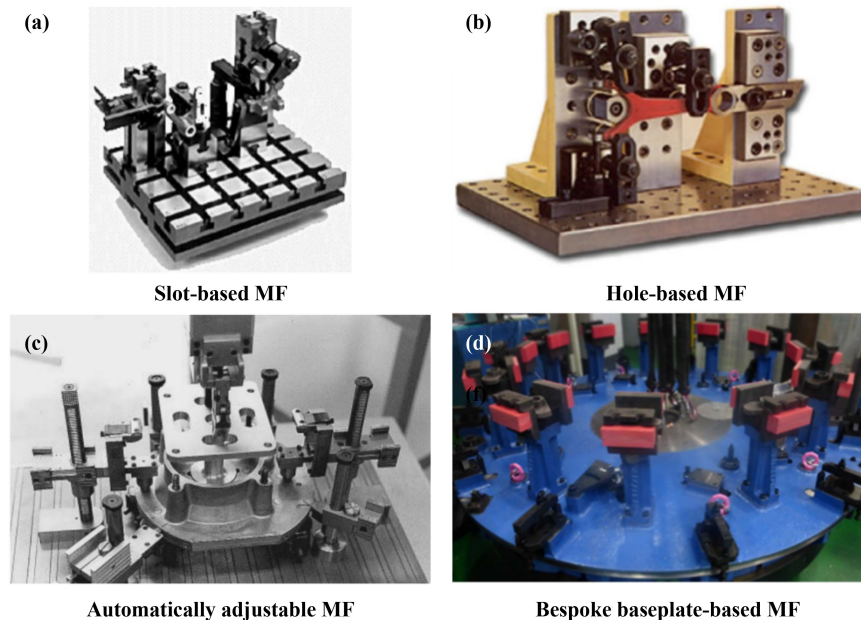 (a)
(b)
Slot-based MF
Hole-based MF
(c)
(d)
(f)
Automatically adjustable MF
Bespoke baseplate-based MF